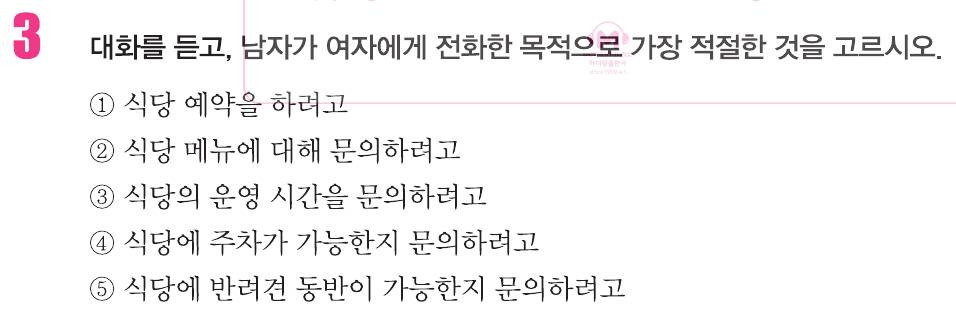 3 대화를 듣고, 남자가 여자에게 전화한 목적으로 가장 적절한 것을 고르시오.
① 식당 예약을 하려고
② 식당 메뉴에 대해 문의하려고
③ 식당의 운영 시간을 문의하려고
④ 식당에 주차가 가능한지 문의하려고
⑤ 식당에 반려견 동반이 가능한지 문의하려고